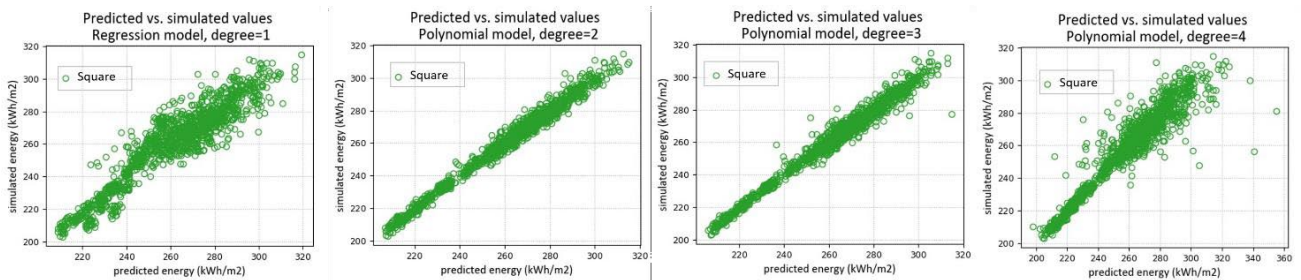 Predicted vs. simulated values
Regression model, degree=1
320
300
280
260
240
220
200
220
240
260
280
300
320
Square
simulated energy (kWh/m2)
predicted energy (kWh/m2)
Predicted vs. simulated values
Polynomial model, degree=2
320
300
280
260
240
220
200
220
240
260
280
300
320
Square
simulated energy (kWh/m2)
predicted energy (kWh/m2)
Predicted vs. simulated values
Polynomial model, degree=3
320
300
280
260
240
220
200
220
240
260
280
300
320
Square
simulated energy (kWh/m2)
predicted energy (kWh/m2)
Predicted vs. simulated values
Polynomial model, degree=4
320
300
280
260
240
220
200
200
220
240
260
280
300
320
340
360
Square
simulated energy (kWh/m2)
predicted energy (kWh/m2)